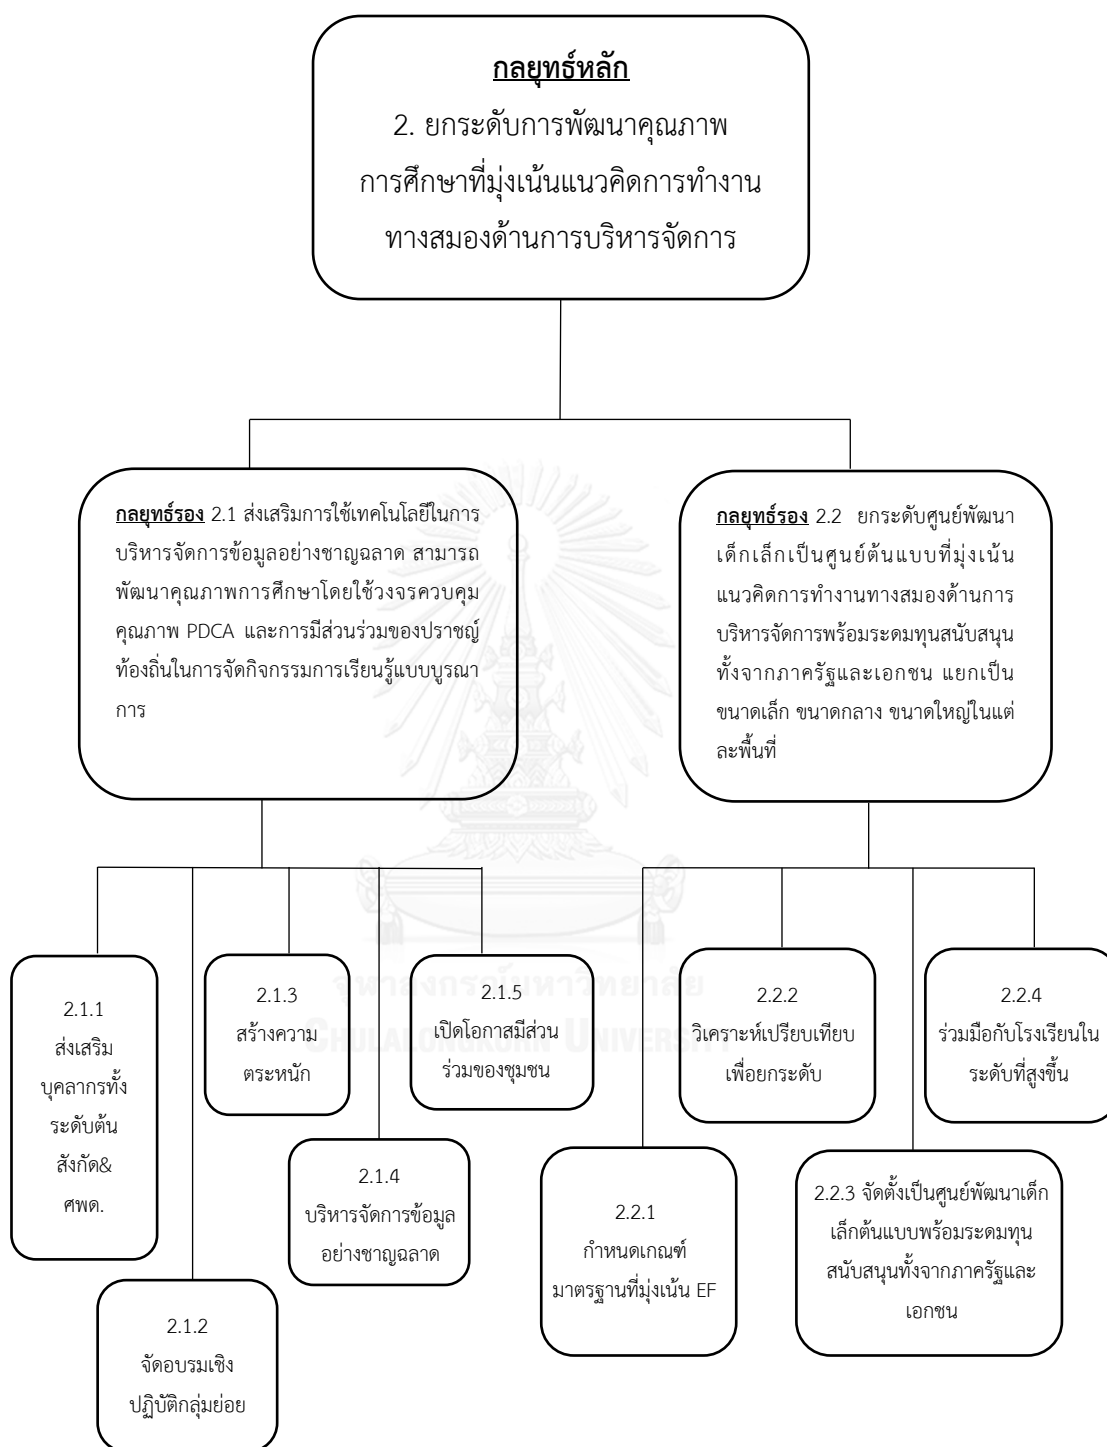 กลยุทธ์หลัก
2. ยกระดับการพัฒนาคุณภาพ
การศึกษาที่มุ่งเน้นแนวคิดการทำงาน
ทางสมองด้านการบริหารจัดการ
กลยุทธ์รอง 2.1 ส่งเสริมการใช้เทคโนโลยีในการ
บริหารจัดการข้อมูลอย่างชาญฉลาด สามารถ
พัฒนาคุณภาพการศึกษาโดยใช้วงจรควบคุม
คุณภาพ PDCA และการมีส่วนร่วมของปราชญ์
ท้องถิ่นในการจัดกิจกรรมการเรียนรู้แบบบูรณา
การ
กลยุทธ์รอง 2.2 ยกระดับศูนย์พัฒนา
เด็กเล็กเป็นศูนย์ต้นแบบที่มุ่งเน้น
แนวคิดการทำงานทางสมองด้านการ
บริหารจัดการพร้อมระดมทุนสนับสนุน
ทั้งจากภาครัฐและเอกชน แยกเป็น
ขนาดเล็ก ขนาดกลาง ขนาดใหญ่ในแต่
ละพื้นที่
2.1.1
ส่งเสริม
บุคลากรทั้ง
ระดับต้น
สังกัด&
ศพด.
2.1.2
จัดอบรมเชิง
ปฏิบัติกลุ่มย่อย
2.1.3
สร้างความ
ตระหนัก
2.1.4
บริหารจัดการข้อมูล
อย่างชาญฉลาด
2.1.5
เปิดโอกาสมีส่วน
ร่วมของชุมชน
2.2.1
กำหนดเกณฑ์
มาตรฐานที่มุ่งเน้น EF
2.2.2
วิเคราะห์เปรียบเทียบ
เพื่อยกระดับ
2.2.3 จัดตั้งเป็นศูนย์พัฒนาเด็ก
เล็กต้นแบบพร้อมระดมทุน
สนับสนุนทั้งจากภาครัฐและ
เอกชน
2.2.4
ร่วมมือกับโรงเรียนใน
ระดับที่สูงขึ้น
จุฬาลงกรณ์มหาวิทยาลัย
CHULALONGKORN UNIVERSITY